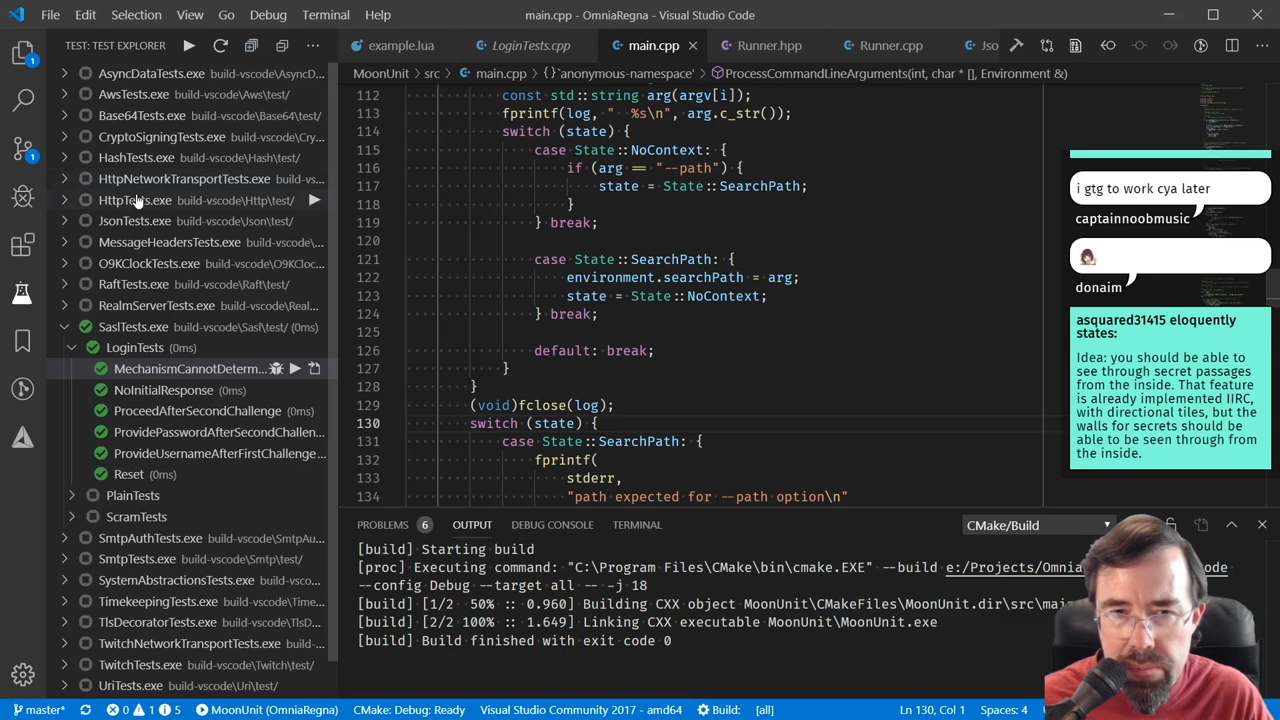 File Edit Selection View Go Debug Terminal Help
main.cpp - OmniaRegna - Visual Studio Code
TEST: TEST EXPLORER
example.lua LoginTests.cpp main.cpp Runner.hpp Runner.cpp Jso
MoonUnit > src > main.cpp > {} 'anonymous-namespace' ProcessCommandLineArguments(int, char * [], Environment &)
AsyncDataTests.exe build-vscode\AsyncD...
AwsTests.exe build-vscode\Aws\test/
Base64Tests.exe build-vscode\Base64\test/
CryptoSigningTests.exe build-vscode\Cry...
HashTests.exe build-vscode\Hash\test/
HttpNetworkTransportTests.exe build-vs...
HttpTests.exe build-vscode\Http\test/
JsonTests.exe build-vscode\Json\test/
MessageHeadersTests.exe build-vscode\...
O9KClockTests.exe build-vscode\O9KCloc...
RaftTests.exe build-vscode\Raft\test/
RealmServerTests.exe build-vscode\Real...
SaslTests.exe build-vscode\Sasl\test/ (0ms)
LoginTests (0ms)
MechanismCannotDeterm...
NoInitialResponse (0ms)
ProceedAfterSecondChallenge (0ms)
ProvidePasswordAfterSecondChallen...
ProvideUsernameAfterFirstChallenge...
Reset (0ms)
PlainTests
ScramTests
SmtpAuthTests.exe build-vscode\SmtpAu...
SmtpTests.exe build-vscode\Smtp\test/
SystemAbstractionsTests.exe build-vsco...
TimekeepingTests.exe build-vscode\Time...
TlsDecoratorTests.exe build-vscode\Tls...
TwitchNetworkTransportTests.exe build-...
TwitchTests.exe build-vscode\Twitch\test/
UriTests.exe build-vscode\Uri\test/
112 const std::string arg(argv[i]);
113 fprintf(log, " %s\n", arg.c_str());
114 switch (state) {
115 case State::NoContext: {
116 if (arg == "--path") {
117 state = State::SearchPath;
118 }
119 } break;
120
121 case State::SearchPath: {
122 environment.searchPath = arg;
123 state = State::NoContext;
124 } break;
125
126 default: break;
127 }
128 }
129 (void)fclose(log);
130 switch (state) {
131 case State::SearchPath: {
132 fprintf(
133 stderr,
134 "path expected for --path option\n"
i gtg to work cya later
captainnoobmusic
donaim
asquared31415 eloquently
states:
Idea: you should be able to
see through secret passages
from the inside. That feature
is already implemented IIRC,
with directional tiles, but the
walls for secrets should be
able to be seen through from
the inside.
PROBLEMS 6 OUTPUT DEBUG CONSOLE TERMINAL
CMake/Build
[build] Starting build
[proc] Executing command: "C:\Program Files\CMake\bin\cmake.EXE" --build e:/Projects/Omnia
--config Debug --target all -- -j 18
[build] [1/2 50% :: 0.960] Building CXX object MoonUnit\CMakeFiles\MoonUnit.dir\src\ma
[build] [2/2 100% :: 1.649] Linking CXX executable MoonUnit\MoonUnit.exe
[build] Build finished with exit code 0
master* 0 1 5 MoonUnit (OmniaRegna) CMake: Debug: Ready Visual Studio Community 2017 - amd64 Build: [all] Ln 130, Col 1 Spaces: 4